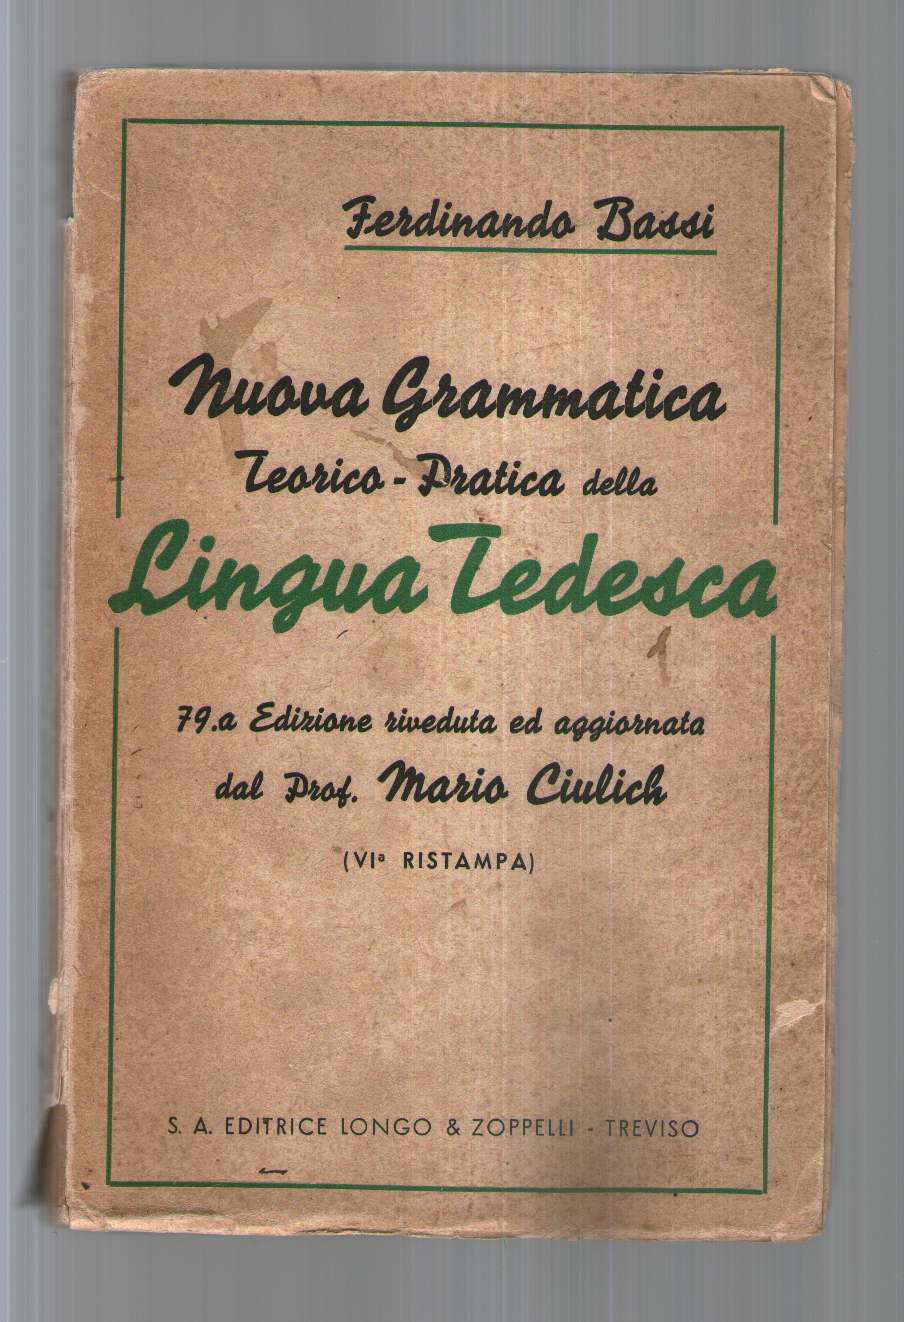 Ferdinando Bassi
Nuova Grammatica
Teorico-Pratica della
Lingua Tedesca
79.a Edizione riveduta ed aggiornata
dal Prof. Mario Ciulich
(VIª RISTAMPA)
S. A. EDITRICE LONGO & ZOPPELLI - TREVISO